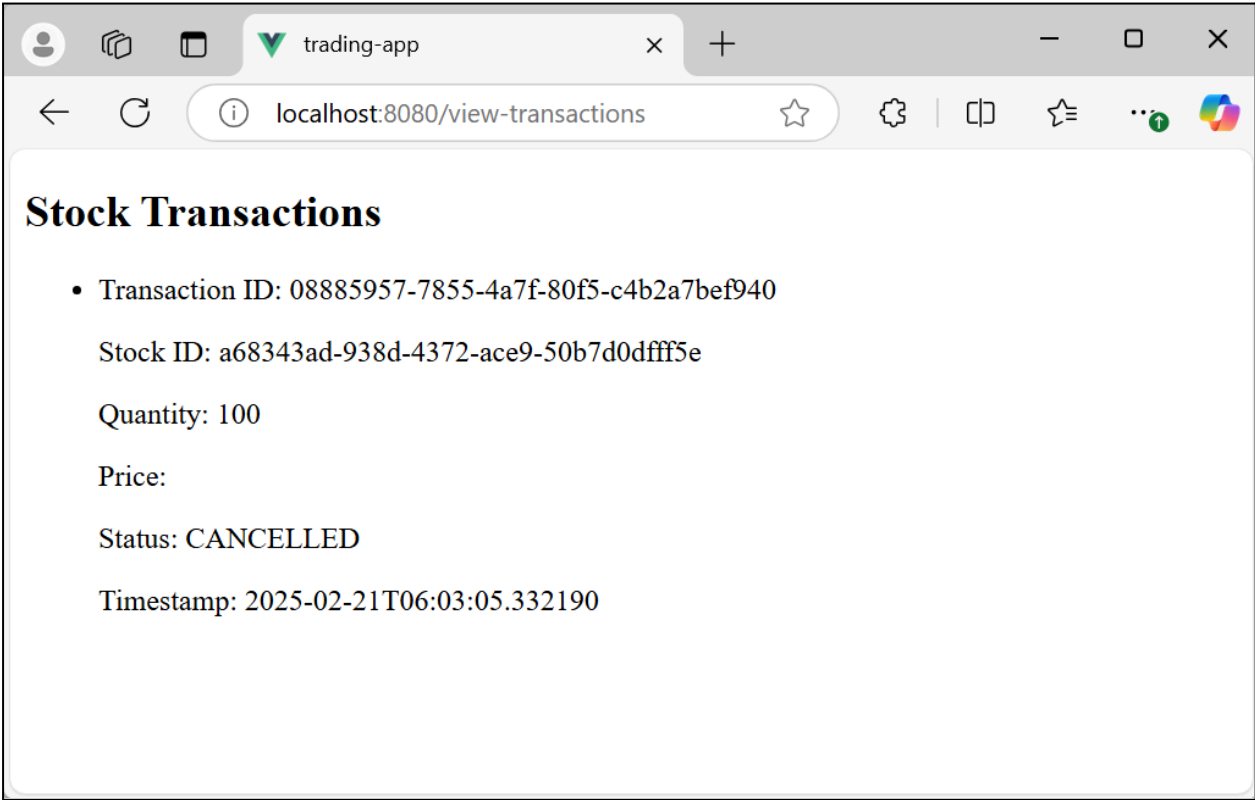 trading-app
localhost:8080/view-transactions
Stock Transactions
Transaction ID: 08885957-7855-4a7f-80f5-c4b2a7bef940
Stock ID: a68343ad-938d-4372-ace9-50b7d0dfff5e
Quantity: 100
Price:
Status: CANCELLED
Timestamp: 2025-02-21T06:03:05.332190